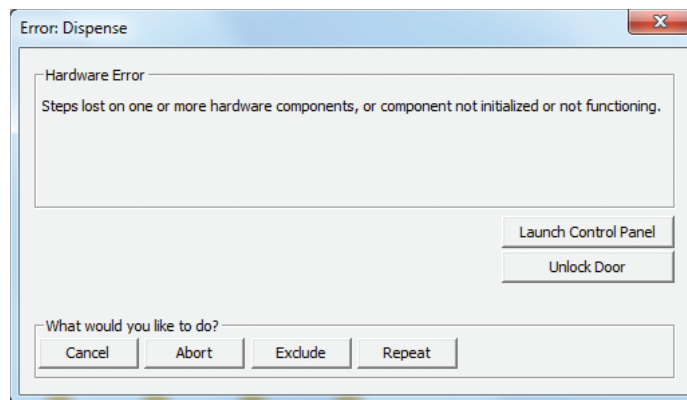 Error: Dispense
Hardware Error
Steps lost on one or more hardware components, or component not initialized or not functioning.
Launch Control Panel
Unlock Door
What would you like to do?
Cancel Abort Exclude Repeat